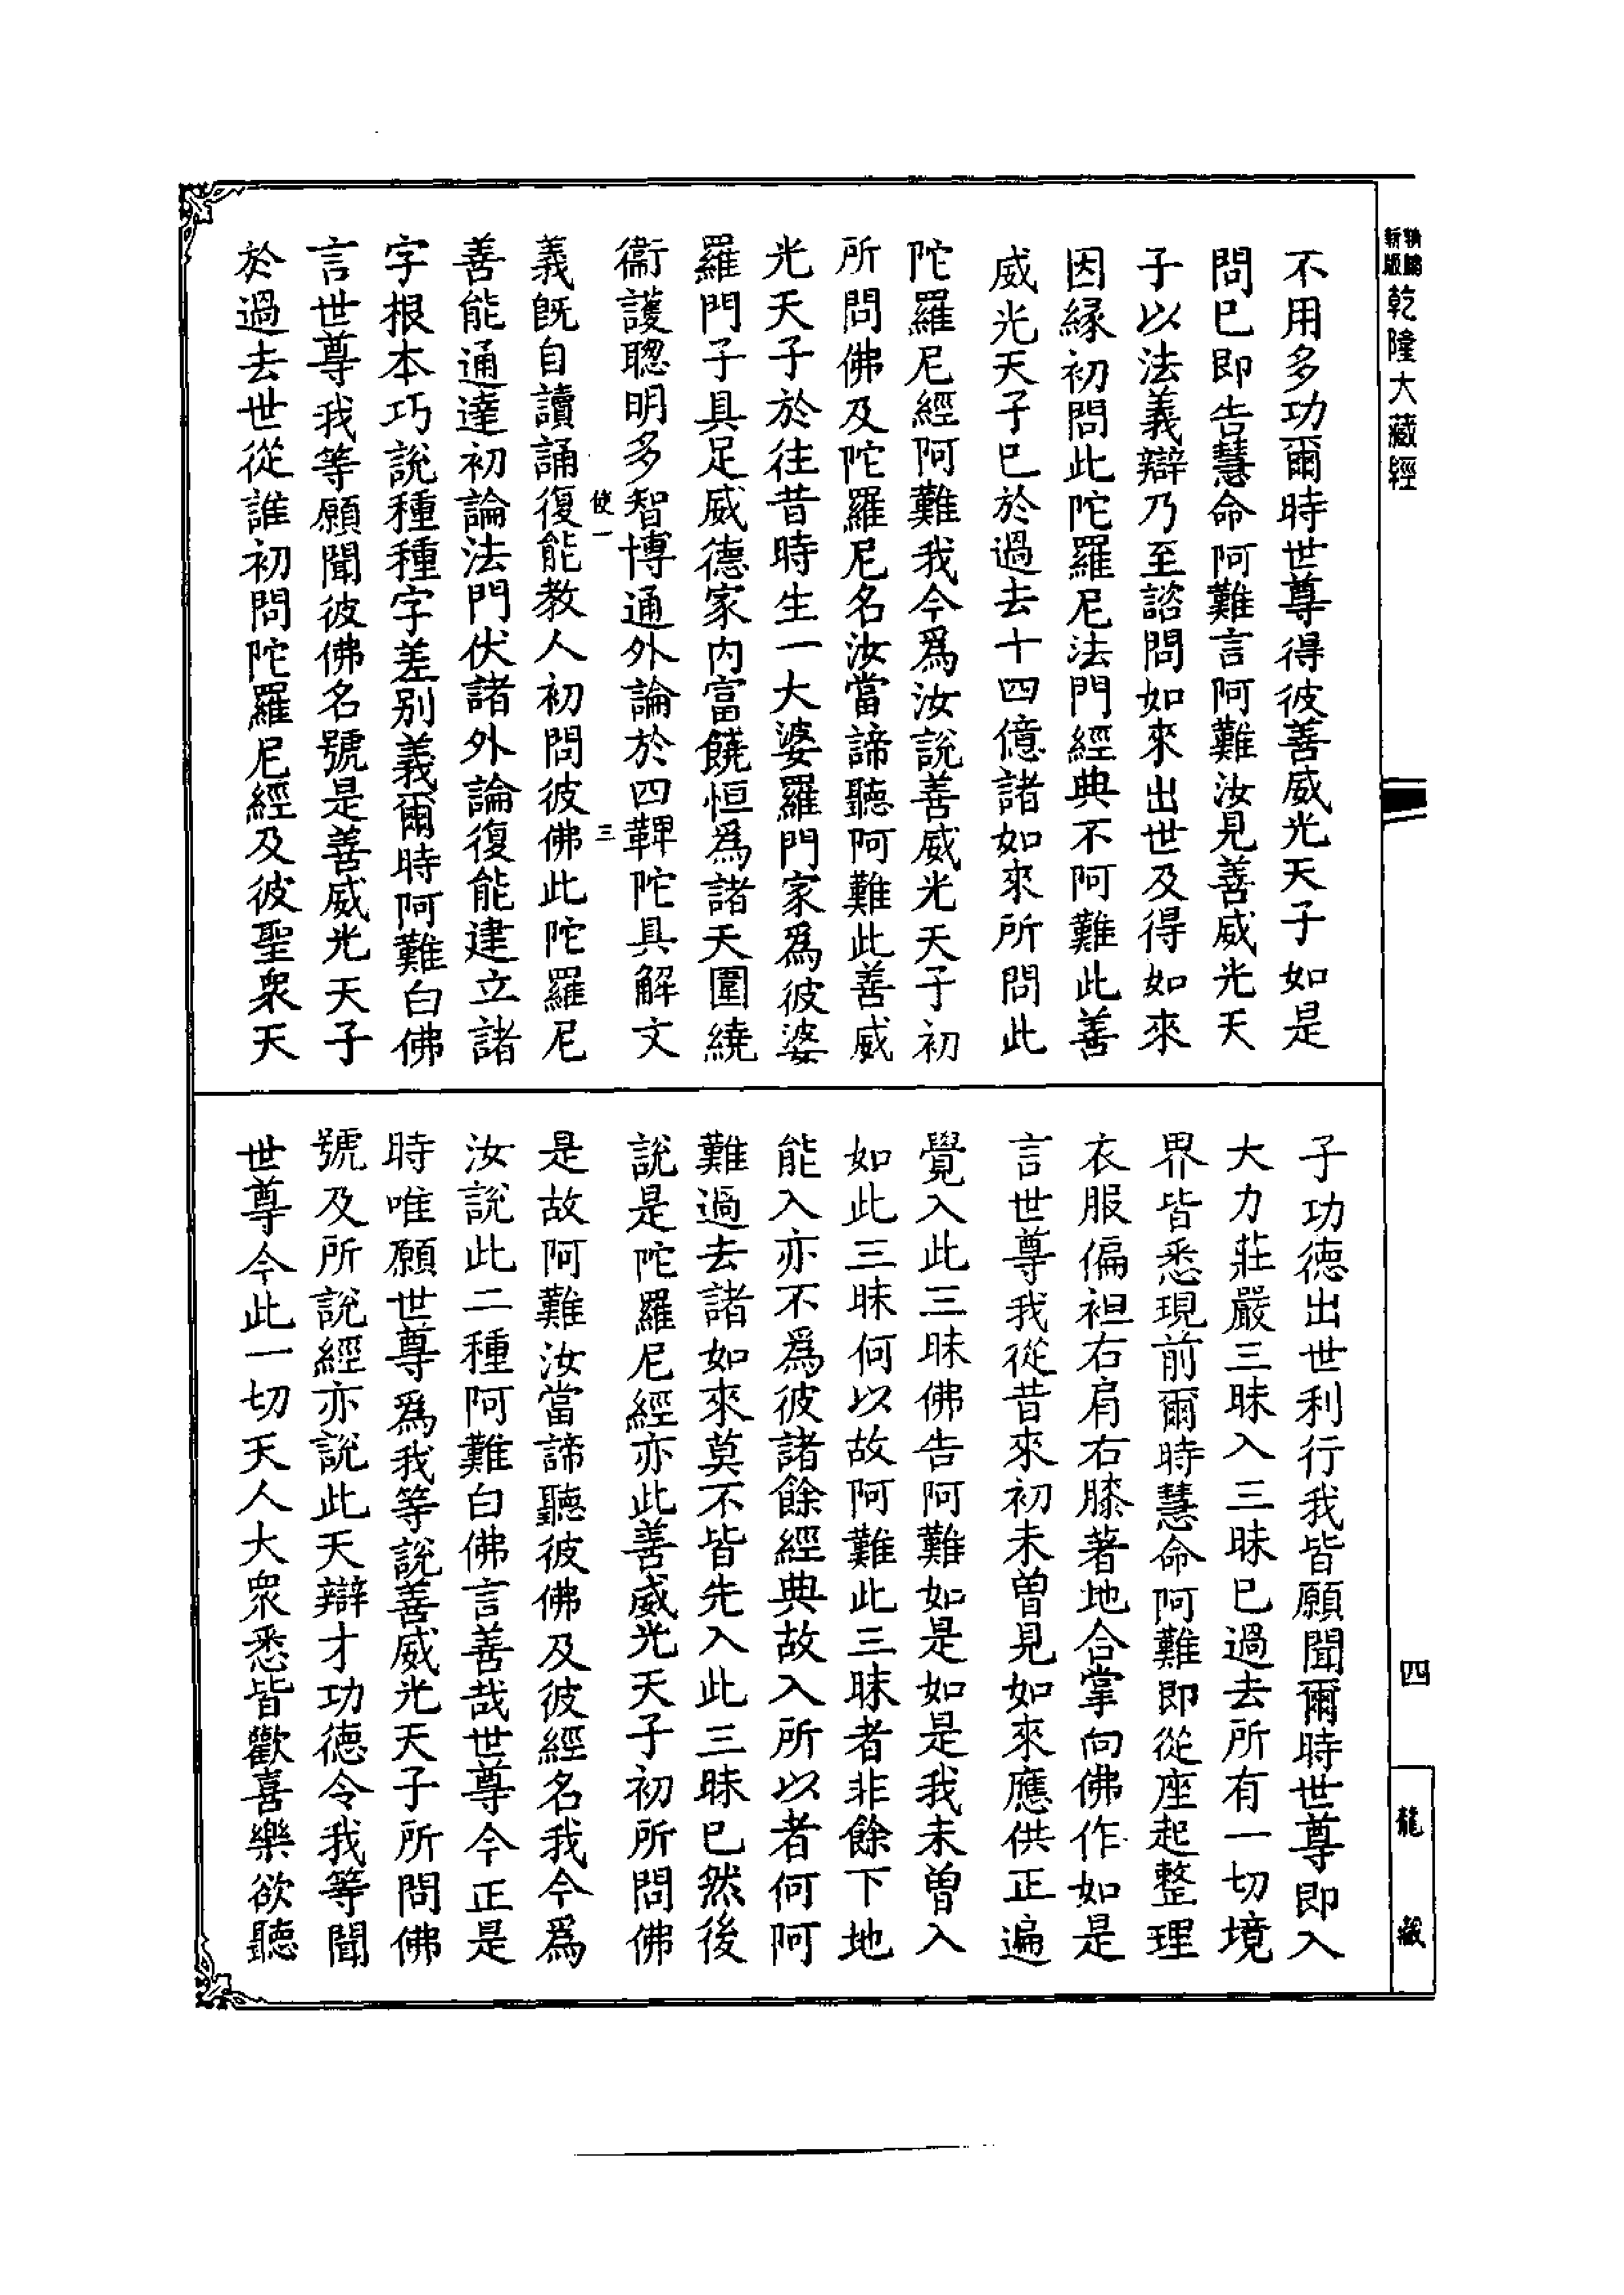 精縮新版
乾隆大藏經
不用多功爾時世尊得彼善威光天子如是
問已即告慧命阿難言阿難汝見善威光天
子以法義辯乃至諮問如來出世及得如來
因緣初問此陀羅尼法門經典不阿難此善
威光天子已於過去十四億諸如來所問此
陀羅尼經阿難我今為汝說善威光天子初
所問佛及陀羅尼名汝當諦聽阿難此善威
光天子於往昔時生一大婆羅門家為彼婆
羅門子具足威德家內富饒恒為諸天圍繞
衞護聰明多智博通外論於四鞞陀具解文
使一 三
義既自讀誦復能教人初問彼佛此陀羅尼
善能通達初論法門伏諸外論復能建立諸
字根本巧說種種字差別義爾時阿難白佛
言世尊我等願聞彼佛名號是善威光天子
於過去世從誰初問陀羅尼經及彼聖衆天
子功德出世利行我皆願聞爾時世尊即入
大力莊嚴三昧入三昧已過去所有一切境
界皆悉現前爾時慧命阿難即從座起整理
衣服偏袒右肩右膝著地合掌向佛作如是
言世尊我從昔來初未曾見如來應供正遍
覺入此三昧佛告阿難如是如是我未曾入
如此三昧何以故阿難此三昧者非餘下地
能入亦不為彼諸餘經典故入所以者何阿
難過去諸如來莫不皆先入此三昧已然後
說是陀羅尼經亦此善威光天子初所問佛
是故阿難汝當諦聽彼佛及彼經名我今為
汝說此二種阿難白佛言善哉世尊今正是
時唯願世尊為我等說善威光天子所問佛
號及所說經亦說此天辯才功德令我等聞
世尊今此一切天人大衆悉皆歡喜樂欲聽
四
龍藏